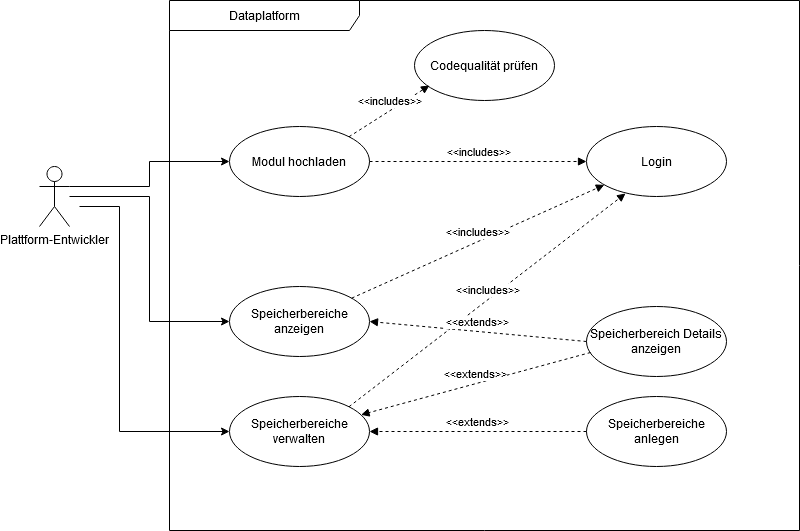 Dataplatform
Codequalität prüfen
<<includes>>
Modul hochladen
<<includes>>
Login
Plattform-Entwickler
<<includes>>
<<includes>>
Speicherbereiche
anzeigen
<<extends>>
Speicherbereich Details
anzeigen
<<extends>>
Speicherbereiche
verwalten
<<extends>>
Speicherbereiche
anlegen